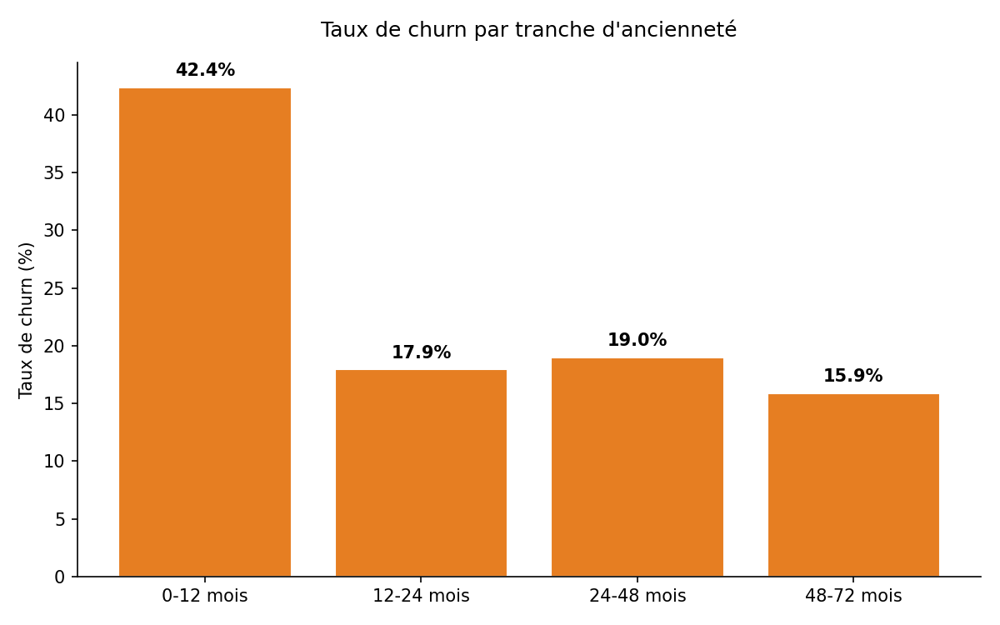 Taux de churn par tranche d'ancienneté
42.4%
17.9%
19.0%
15.9%
Taux de churn (%)
40
35
30
25
20
15
10
5
0
0-12 mois
12-24 mois
24-48 mois
48-72 mois